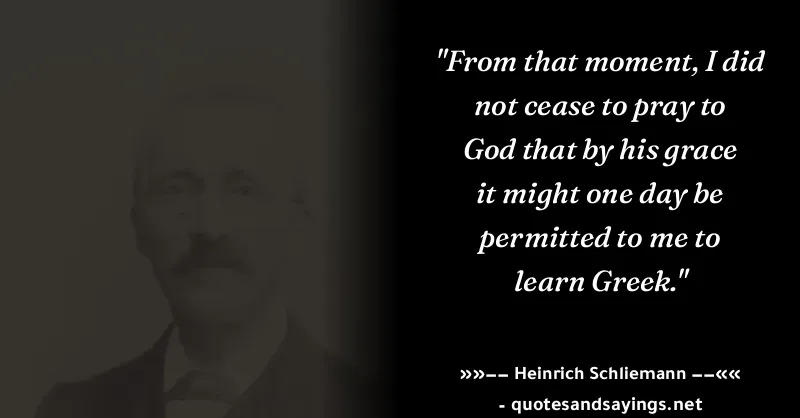 "From that moment, I did
not cease to pray to
God that by his grace
it might one day be
permitted to me to
learn Greek."
»»−− Heinrich Schliemann −−««
- quotesandsayings.net